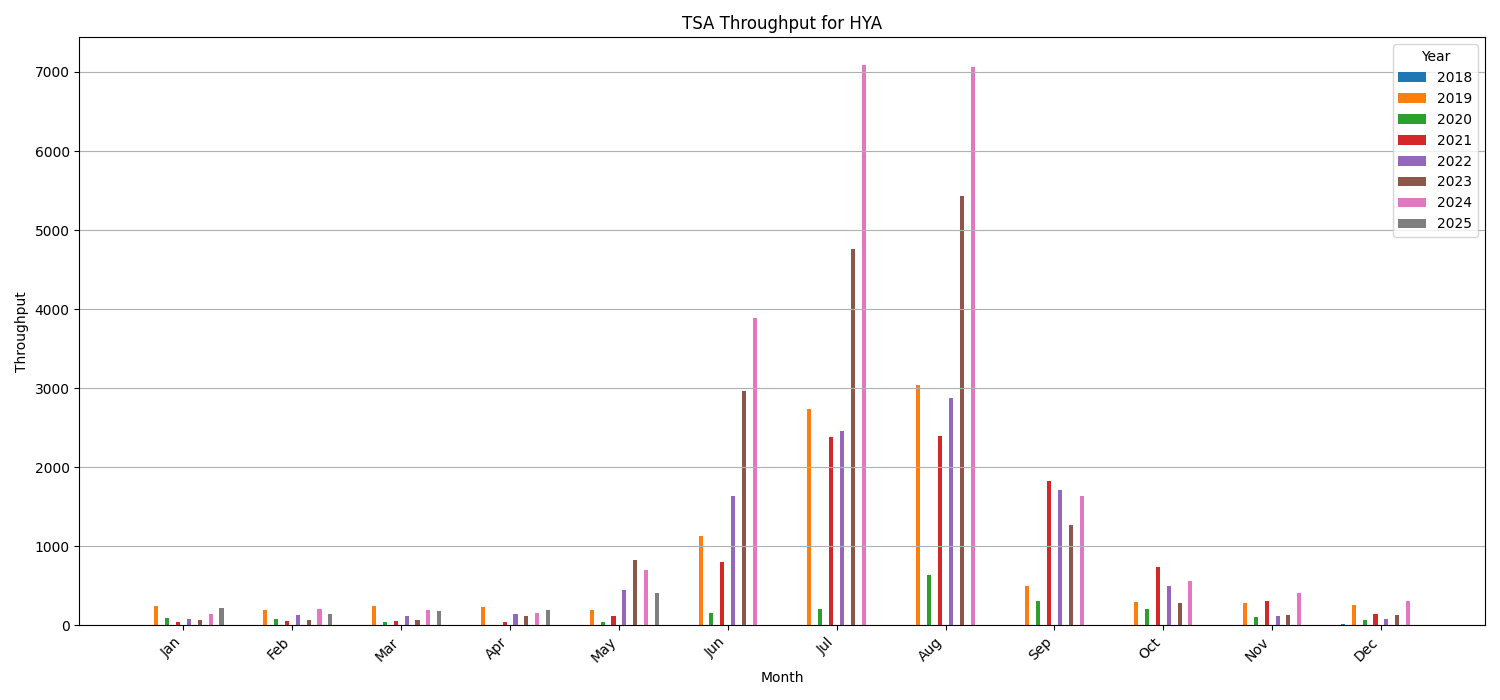 TSA Throughput for HYA
Year
2018
2019
2020
2021
2022
2023
2024
2025
Throughput
7000
6000
5000
4000
3000
2000
1000
0
Jan
Feb
Mar
Apr
May
Jun
Jul
Aug
Sep
Oct
Nov
Dec
Month